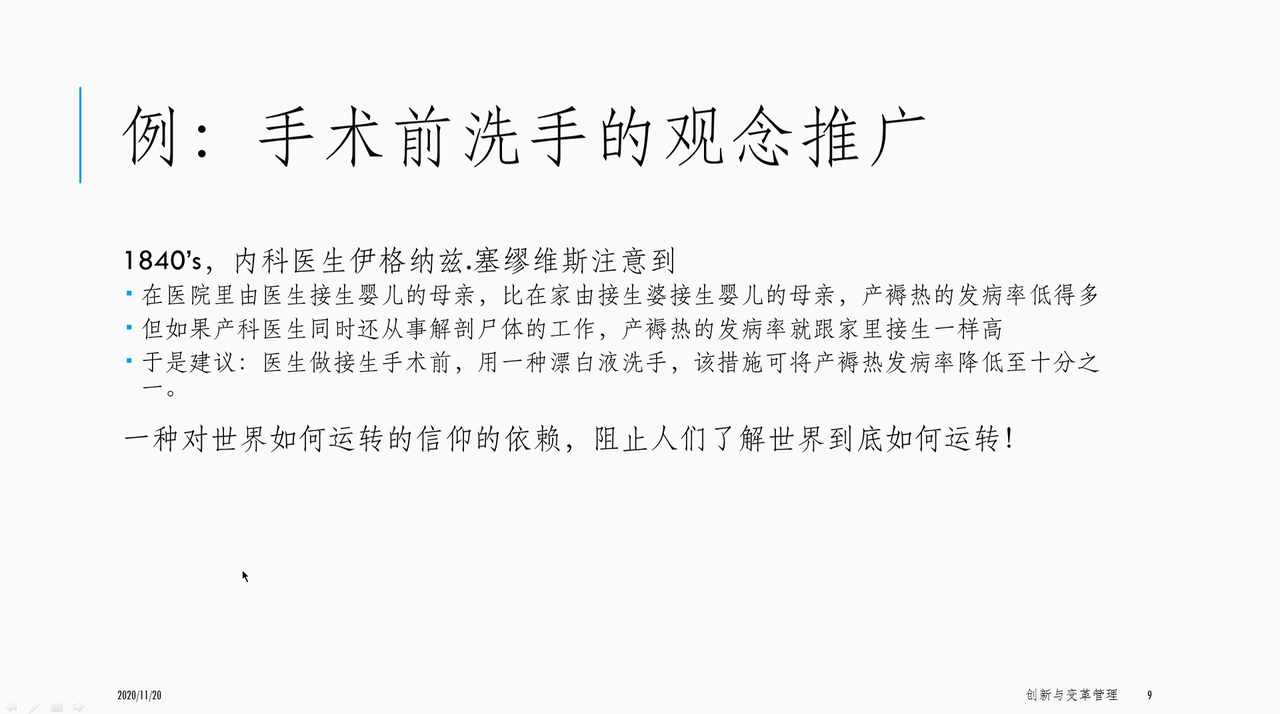 例：手术前洗手的观念推广
1840’s，内科医生伊格纳兹.塞缪维斯注意到
在医院里由医生接生婴儿的母亲，比在家由接生婆接生婴儿的母亲，产褥热的发病率低得多
但如果产科医生同时还从事解剖尸体的工作，产褥热的发病率就跟家里接生一样高
于是建议：医生做接生手术前，用一种漂白液洗手，该措施可将产褥热发病率降低至十分之
一。
一种对世界如何运转的信仰的依赖，阻止人们了解世界到底如何运转！
2020/11/20
创新与变革管理
9